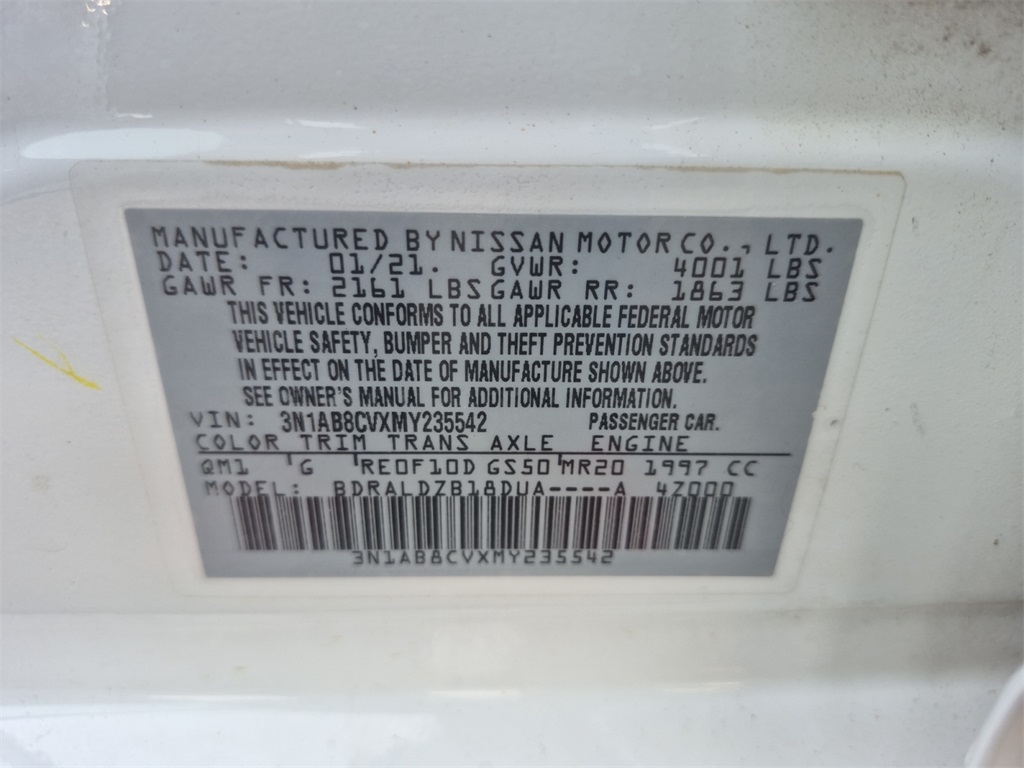 MANUFACTURED BY NISSAN MOTOR CO., LTD.
DATE: 01/21. GVWR: 4001 LBS
GAWR FR: 2161 LBS GAWR RR: 1863 LBS
THIS VEHICLE CONFORMS TO ALL APPLICABLE FEDERAL MOTOR
VEHICLE SAFETY, BUMPER AND THEFT PREVENTION STANDARDS
IN EFFECT ON THE DATE OF MANUFACTURE SHOWN ABOVE.
SEE OWNER'S MANUAL FOR ADDITIONAL INFORMATION.
VIN: 3N1AB8CVXMY235542 PASSENGER CAR.
COLOR TRIM TRANS AXLE ENGINE
QM1 G RE0F10D GS50 MR20 1997 CC
MODEL: BDRALDZB18DUA----A 4Z000
3N1AB8CVXMY235542